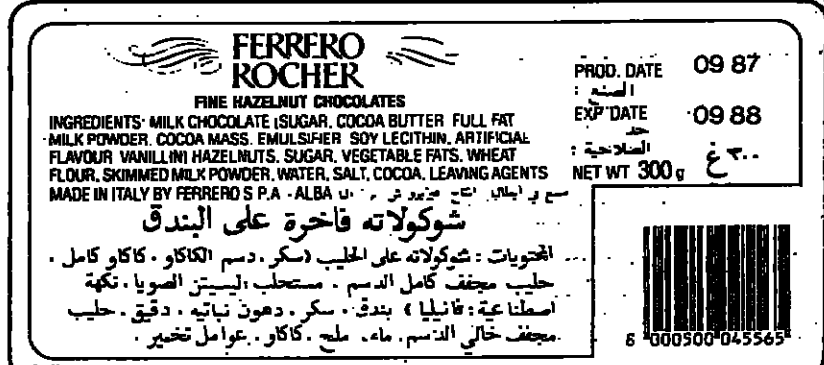 FERRERO
ROCHER
FINE HAZELNUT CHOCOLATES
INGREDIENTS: MILK CHOCOLATE (SUGAR, COCOA BUTTER FULL FAT
MILK POWDER, COCOA MASS, EMULSIFIER SOY LECITHIN, ARTIFICIAL
FLAVOUR VANILLIN) HAZELNUTS, SUGAR, VEGETABLE FATS, WHEAT
FLOUR, SKIMMED MILK POWDER, WATER, SALT, COCOA, LEAVING AGENTS
MADE IN ITALY BY FERRERO S.P.A - ALBA
شوكولاته فاخرة على البندق
المحتويات : شوكولاته على الحليب (سكر . دسم الكاكاو . كاكاو كامل .
حليب مجفف كامل الدسم . مستحلب : ليسيتن الصويا . نكهة
اصطناعية : فانيليا ) بندق . سكر . دهون نباتيه . دقيق . حليب
مجفف خالي الدسم . ماء . ملح . كاكاو . عوامل تخمير .
PROD. DATE 09 87
الصنع :
EXP DATE 09 88
حد
الصلاحية :
NET WT 300 g ٣٠٠ غ
8 000500 045565